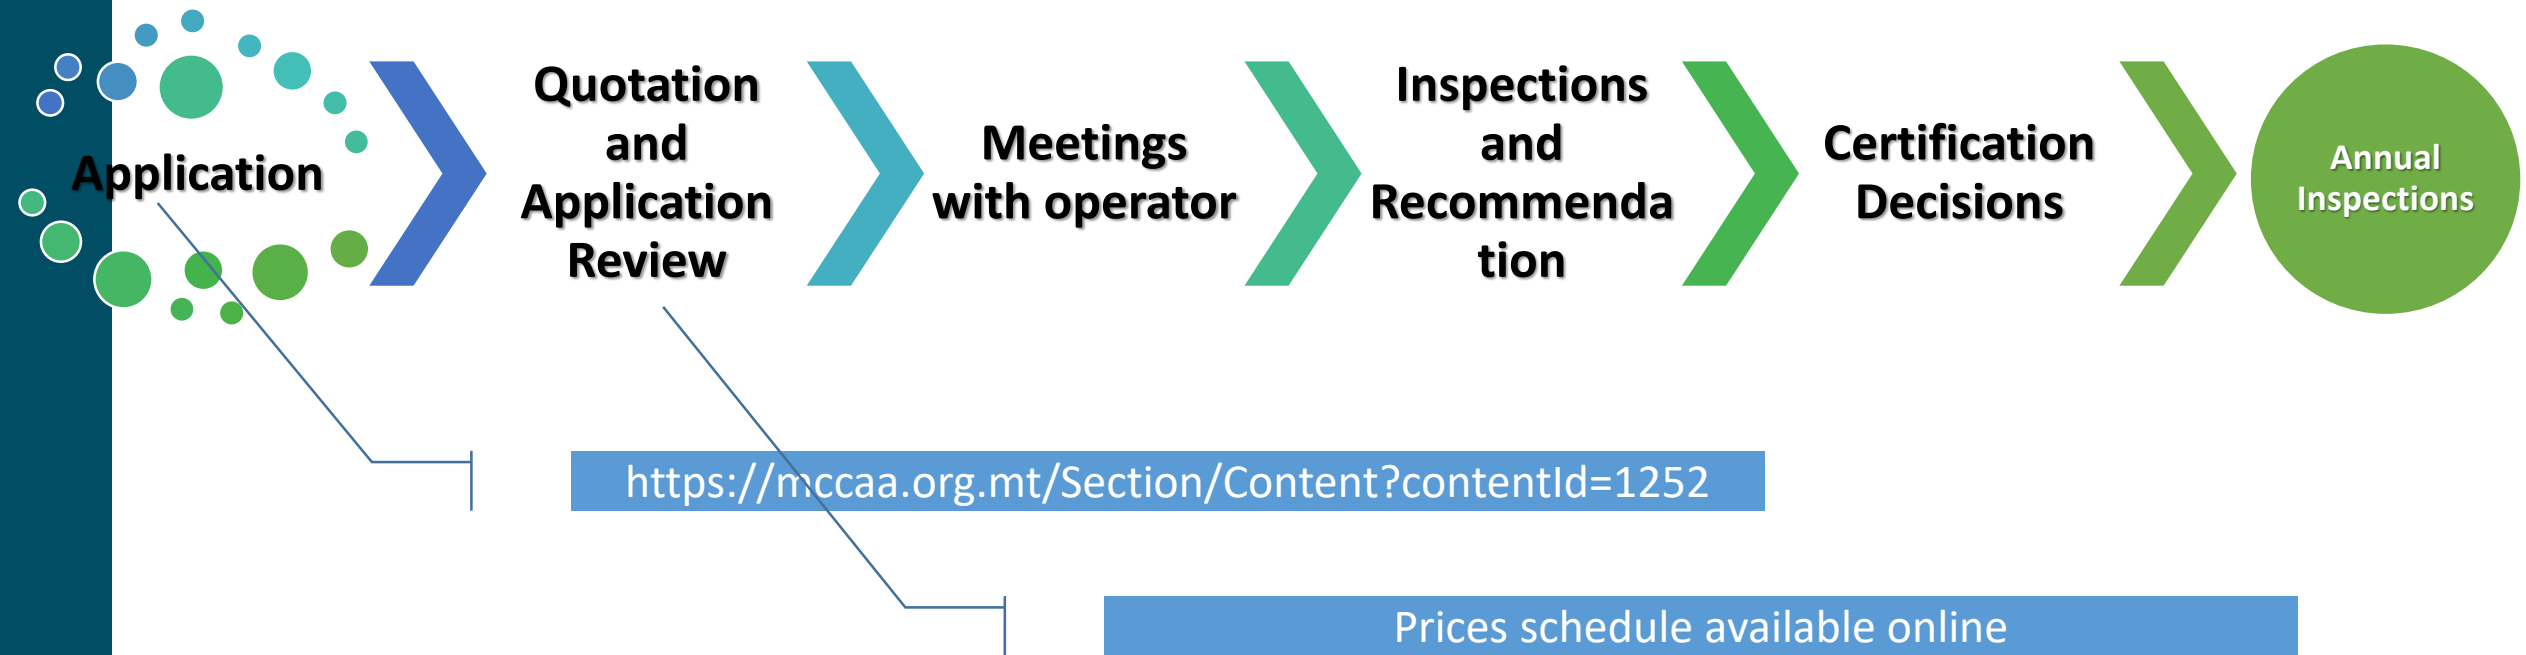 Application
Quotation
and
Application
Review
Meetings
with operator
Inspections
and
Recommenda
tion
Certification
Decisions
Annual
Inspections
https://mccaa.org.mt/Section/Content?contentId=1252
Prices schedule available online